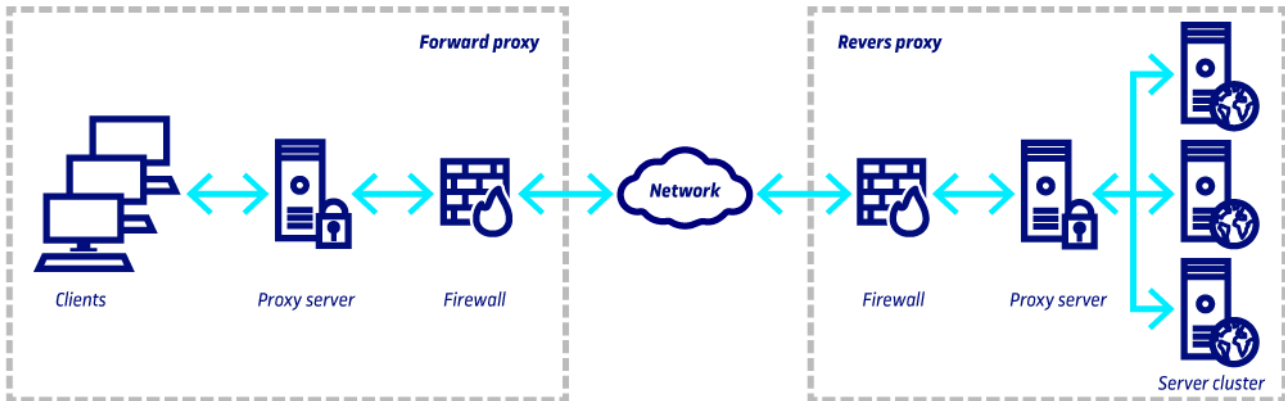 Forward proxy
Revers proxy
Network
Clients
Proxy server
Firewall
Firewall
Proxy server
Server cluster